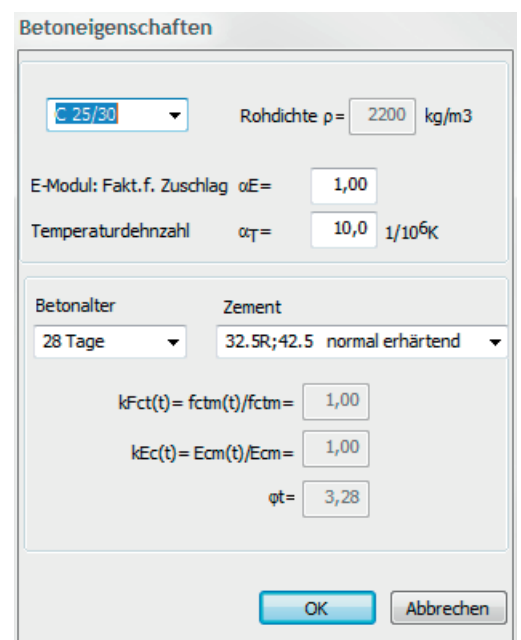 Betoneigenschaften
C 25/30 Rohdichte ρ= 2200 kg/m3
E-Modul: Fakt.f. Zuschlag αE= 1,00
Temperaturdehnzahl αT= 10,0 1/10⁶K
Betonalter Zement
28 Tage 32.5R;42.5 normal erhärtend
kFct(t)= fctm(t)/fctm= 1,00
kEc(t)= Ecm(t)/Ecm= 1,00
φt= 3,28
OK Abbrechen